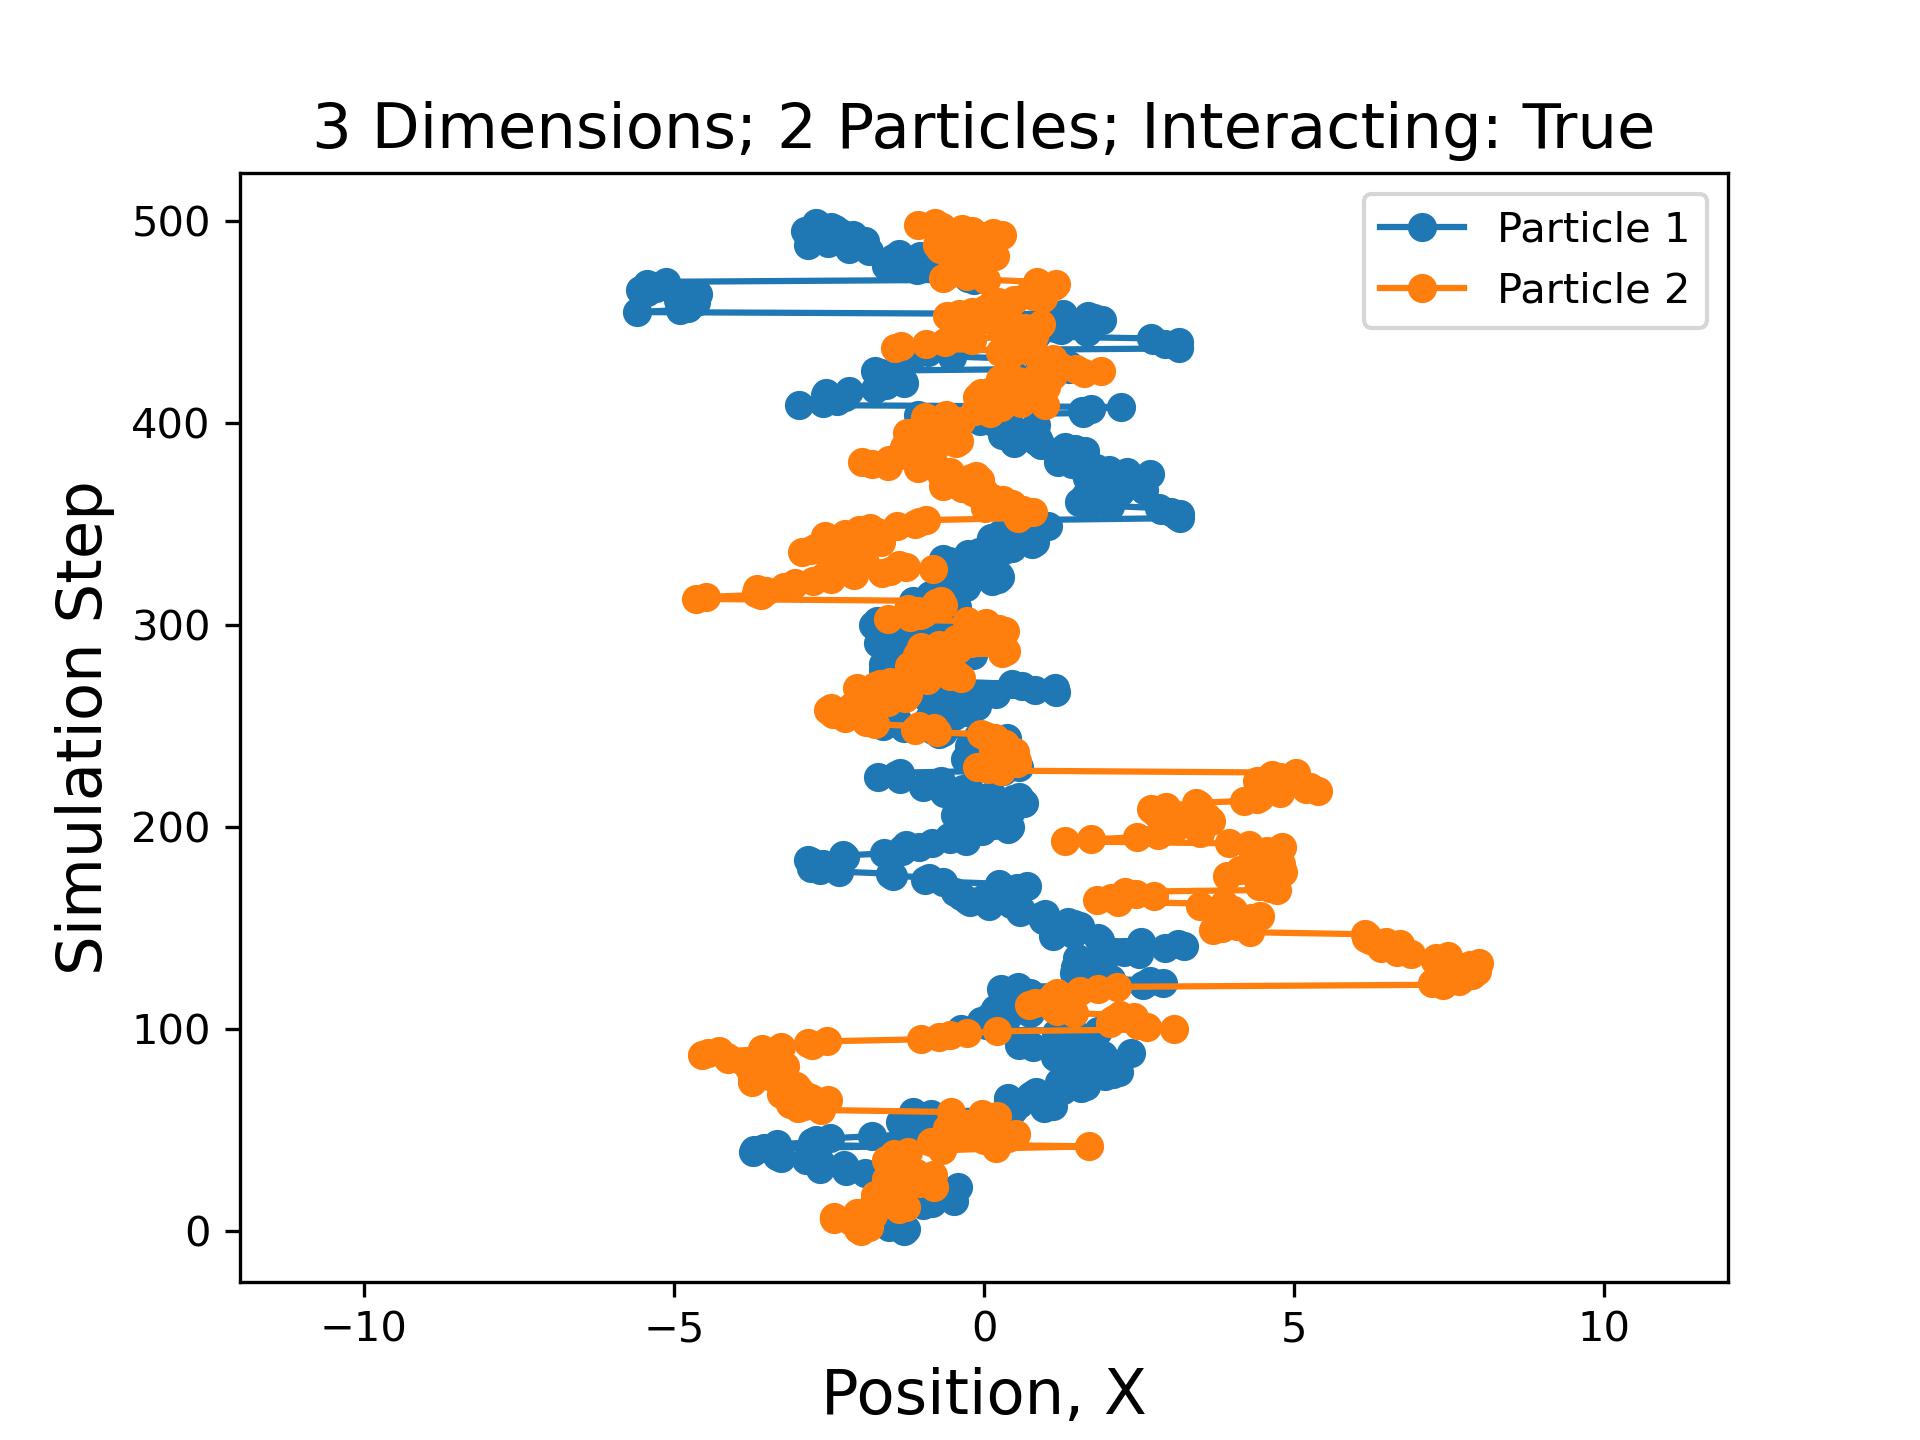 3 Dimensions; 2 Particles; Interacting: True
Particle 1
Particle 2
Simulation Step
500
400
300
200
100
0
−10
−5
0
5
10
Position, X